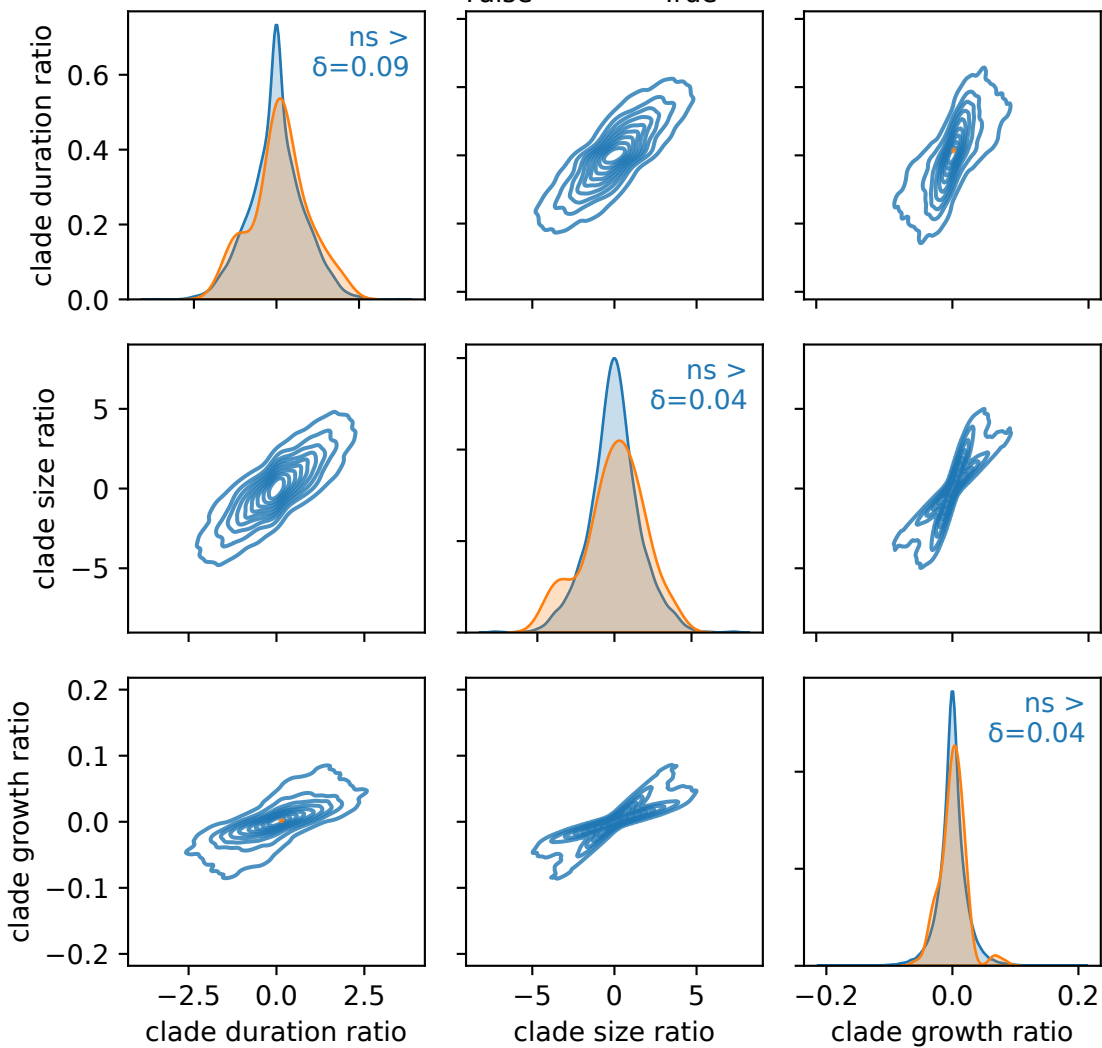 False True
ns >
δ=0.09
clade duration ratio
0.6
0.4
0.2
0.0
ns >
δ=0.04
clade size ratio
5
0
−5
ns >
δ=0.04
clade growth ratio
0.2
0.1
0.0
−0.1
−0.2
−2.5 0.0 2.5
−5 0 5
−0.2 0.0 0.2
clade duration ratio
clade size ratio
clade growth ratio